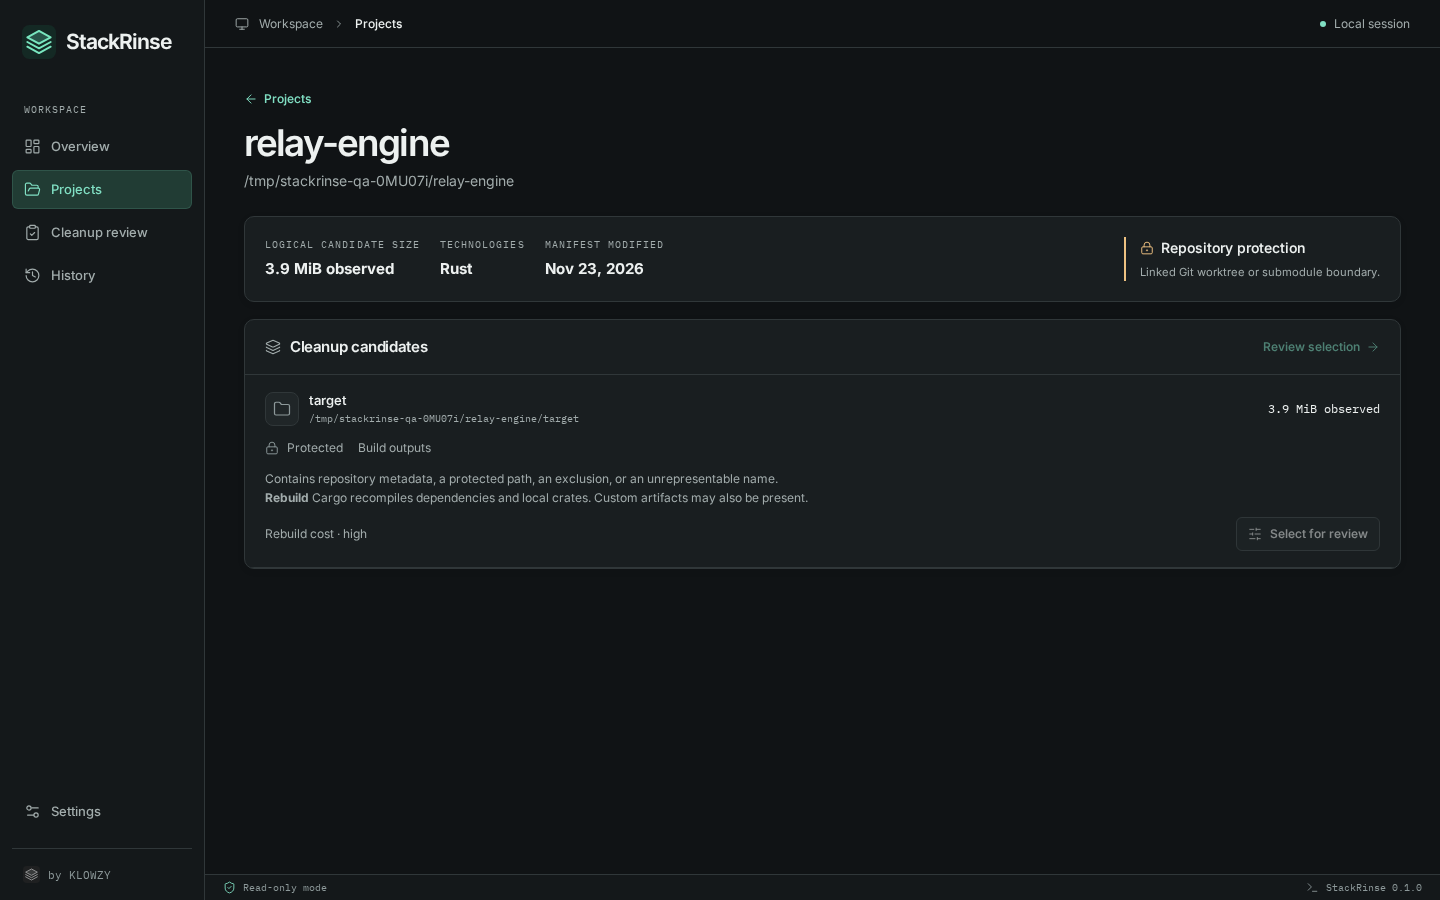 StackRinse
Workspace > Projects
Local session
WORKSPACE
Overview
Projects
Cleanup review
History
Settings
by KLOWZY
← Projects
relay-engine
/tmp/stackrinse-qa-0MU07i/relay-engine
LOGICAL CANDIDATE SIZE
3.9 MiB observed
TECHNOLOGIES
Rust
MANIFEST MODIFIED
Nov 23, 2026
Repository protection
Linked Git worktree or submodule boundary.
Cleanup candidates
Review selection →
target
/tmp/stackrinse-qa-0MU07i/relay-engine/target
3.9 MiB observed
Protected Build outputs
Contains repository metadata, a protected path, an exclusion, or an unrepresentable name.
Rebuild Cargo recompiles dependencies and local crates. Custom artifacts may also be present.
Rebuild cost · high
Select for review
Read-only mode
StackRinse 0.1.0